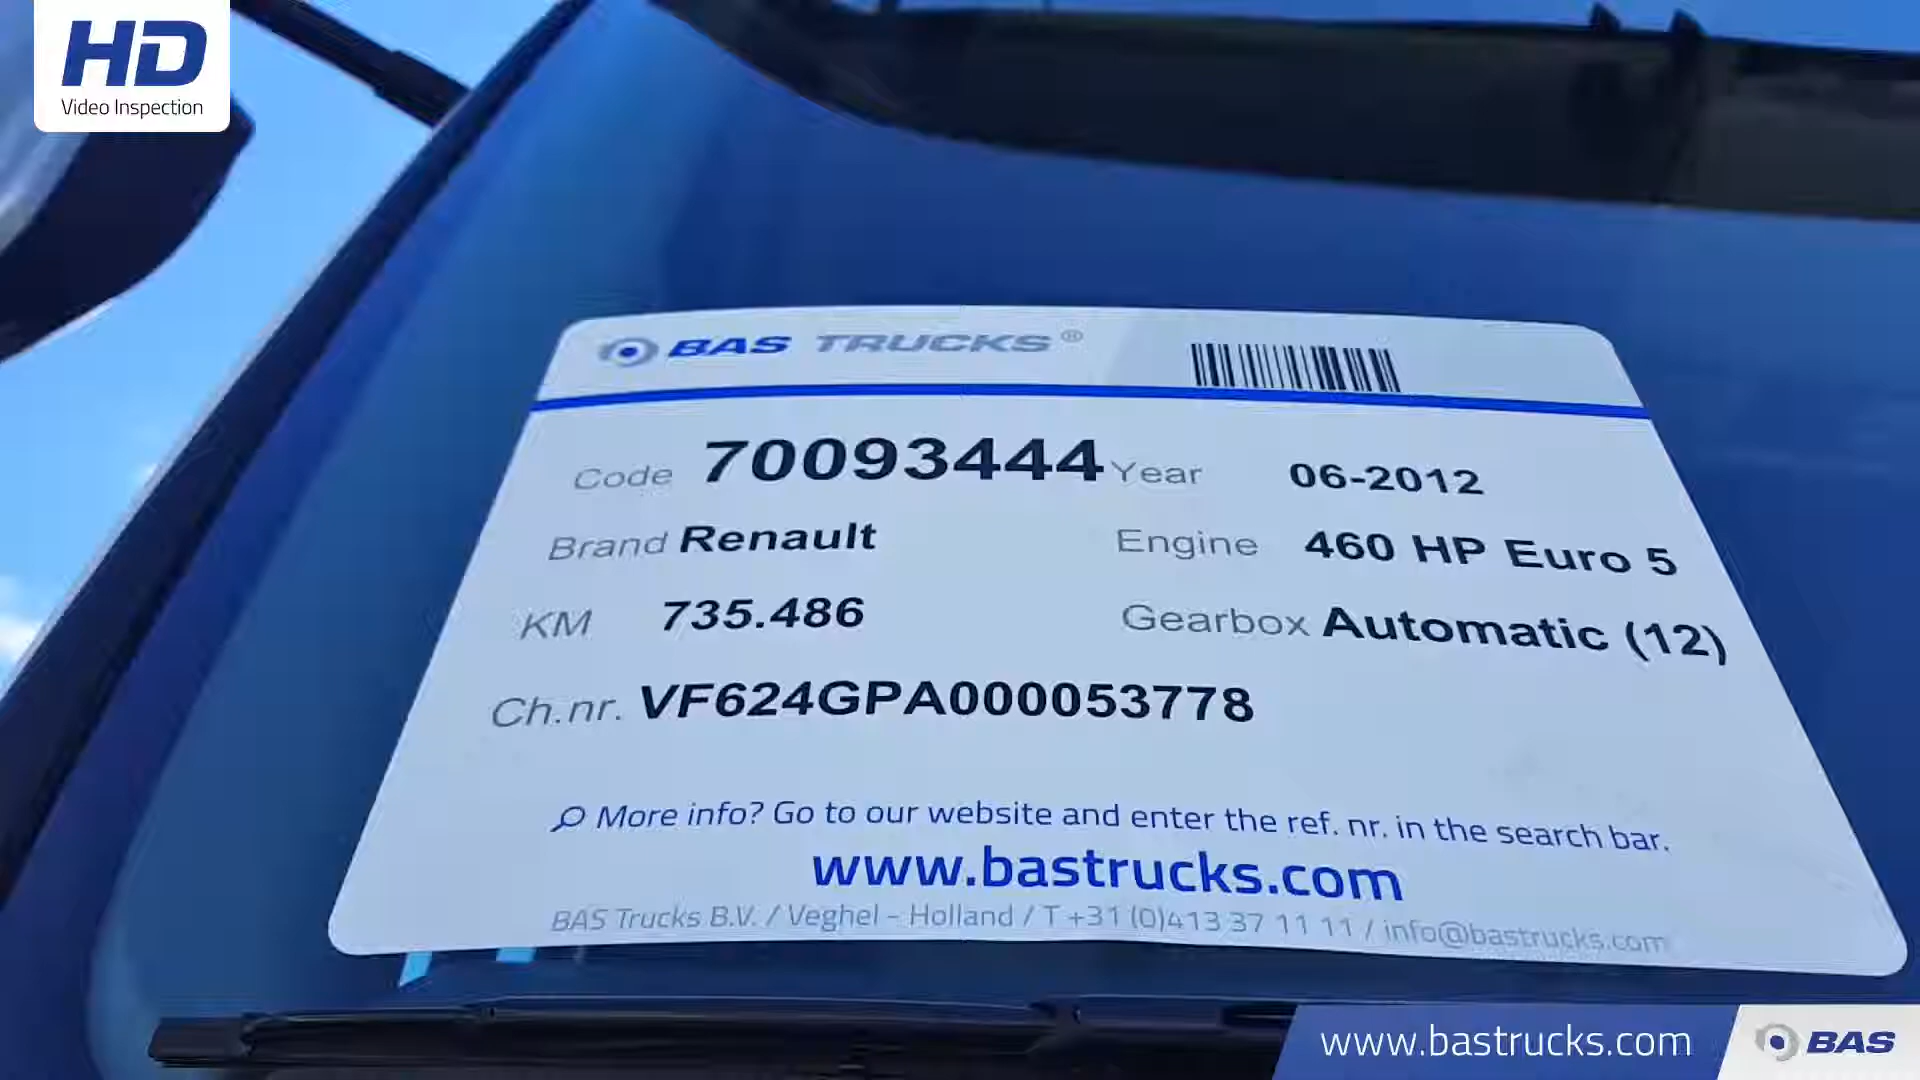 HD
Video Inspection
BAS TRUCKS®
Code 70093444 Year 06-2012
Brand Renault Engine 460 HP Euro 5
KM 735.486 Gearbox Automatic (12)
Ch.nr. VF624GPA000053778
More info? Go to our website and enter the ref. nr. in the search bar.
www.bastrucks.com
BAS Trucks B.V. / Veghel - Holland / T +31 (0)413 37 11 11 / info@bastrucks.com
www.bastrucks.com BAS